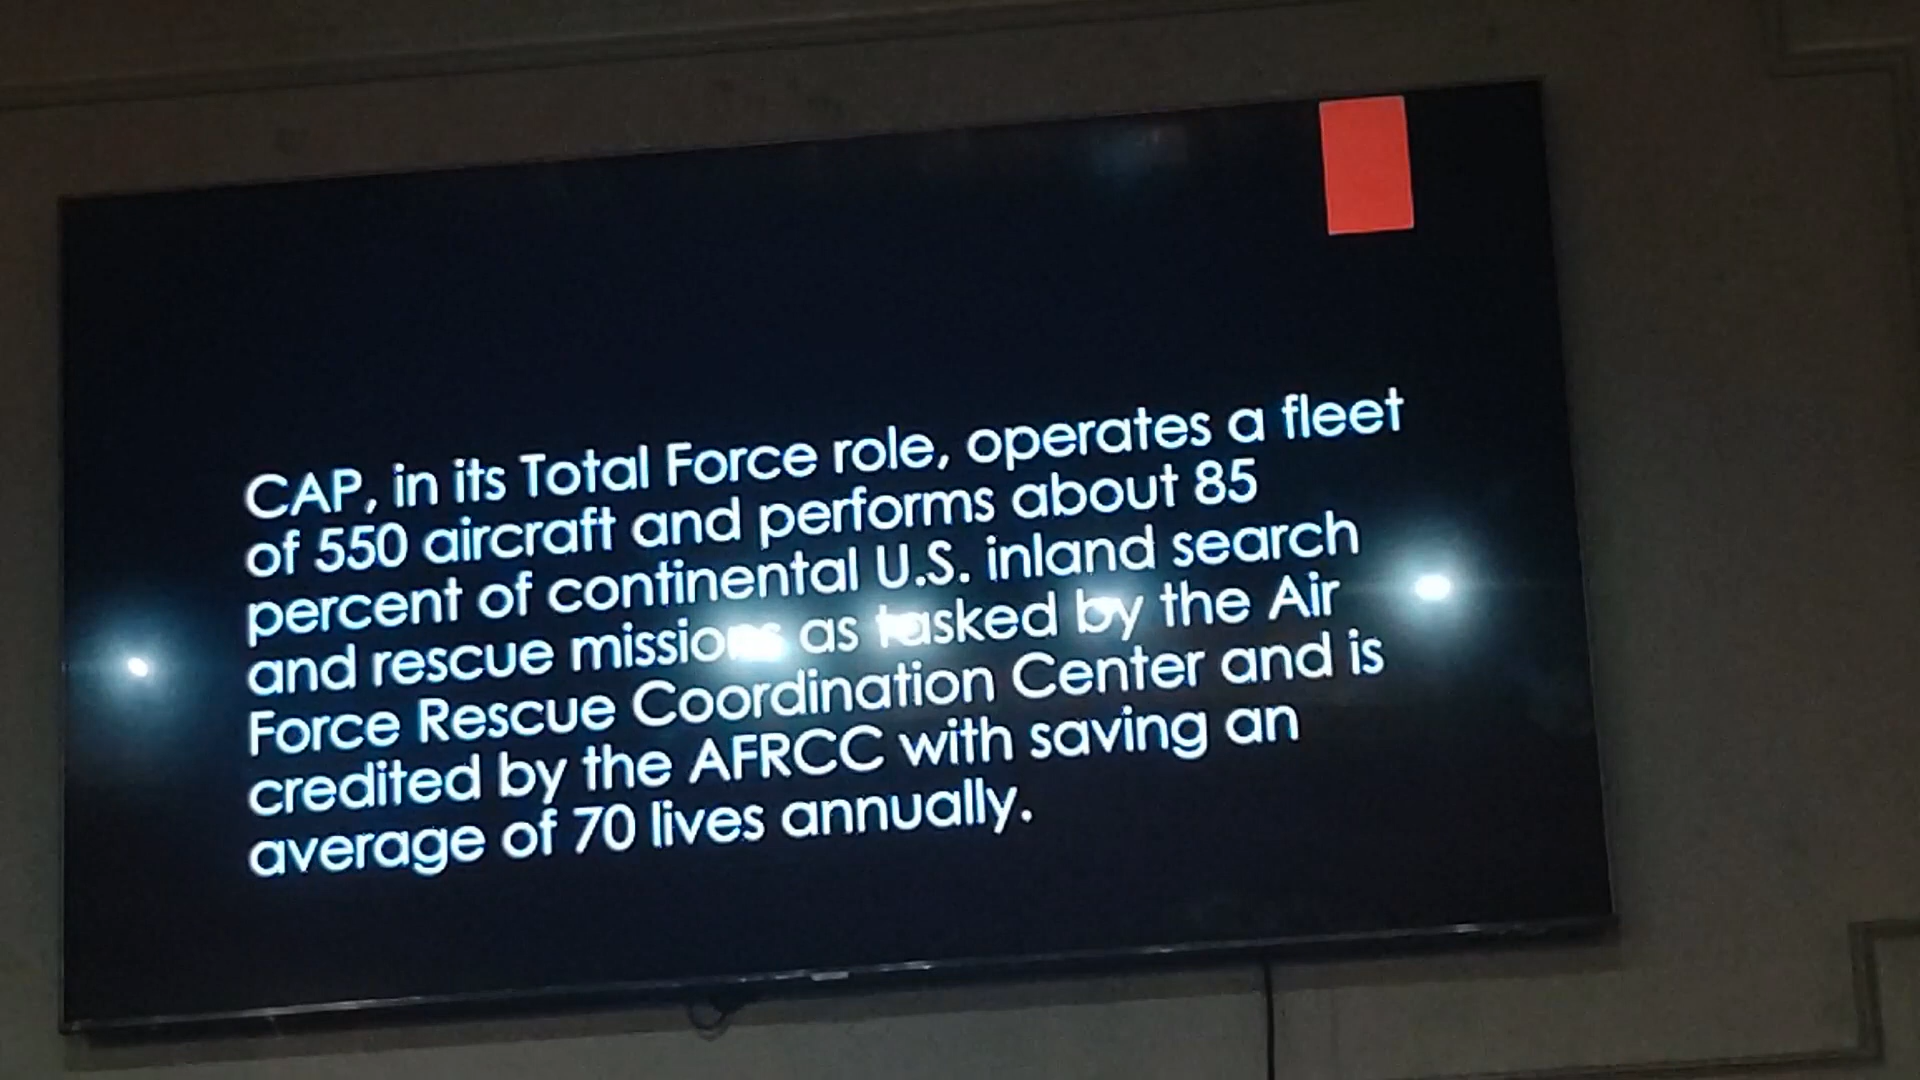 CAP, in its Total Force role, operates a fleet
of 550 aircraft and performs about 85
percent of continental U.S. inland search
and rescue missions as tasked by the Air
Force Rescue Coordination Center and is
credited by the AFRCC with saving an
average of 70 lives annually.